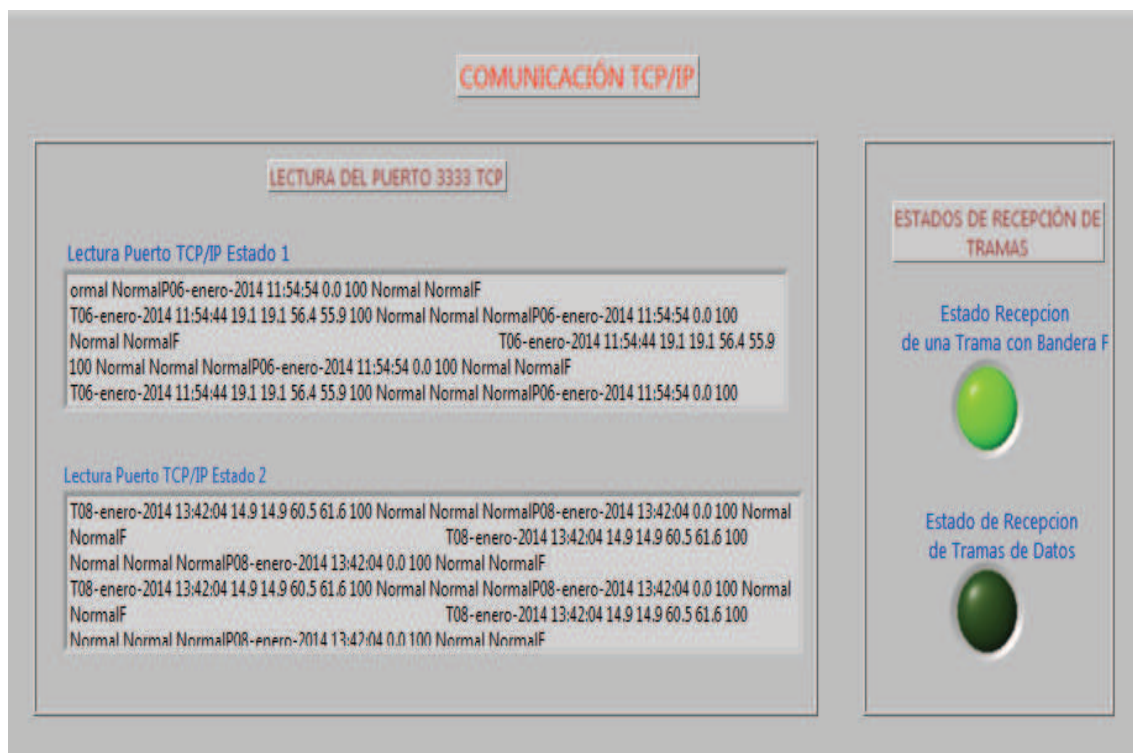 COMUNICACIÓN TCP/IP
LECTURA DEL PUERTO 3333 TCP
Lectura Puerto TCP/IP Estado 1
ormal NormalP06-enero-2014 11:54:54 0.0 100 Normal NormalF
T06-enero-2014 11:54:44 19.1 19.1 56.4 55.9 100 Normal Normal NormalP06-enero-2014 11:54:54 0.0 100
Normal NormalF T06-enero-2014 11:54:44 19.1 19.1 56.4 55.9
100 Normal Normal NormalP06-enero-2014 11:54:54 0.0 100 Normal NormalF
T06-enero-2014 11:54:44 19.1 19.1 56.4 55.9 100 Normal Normal NormalP06-enero-2014 11:54:54 0.0 100
Lectura Puerto TCP/IP Estado 2
T08-enero-2014 13:42:04 14.9 14.9 60.5 61.6 100 Normal Normal NormalP08-enero-2014 13:42:04 0.0 100 Normal
NormalF T08-enero-2014 13:42:04 14.9 14.9 60.5 61.6 100
Normal Normal NormalP08-enero-2014 13:42:04 0.0 100 Normal NormalF
T08-enero-2014 13:42:04 14.9 14.9 60.5 61.6 100 Normal Normal NormalP08-enero-2014 13:42:04 0.0 100 Normal
NormalF T08-enero-2014 13:42:04 14.9 14.9 60.5 61.6 100
Normal Normal NormalP08-enero-2014 13:42:04 0.0 100 Normal NormalF
ESTADOS DE RECEPCIÓN DE
TRAMAS
Estado Recepcion
de una Trama con Bandera F
Estado de Recepcion
de Tramas de Datos